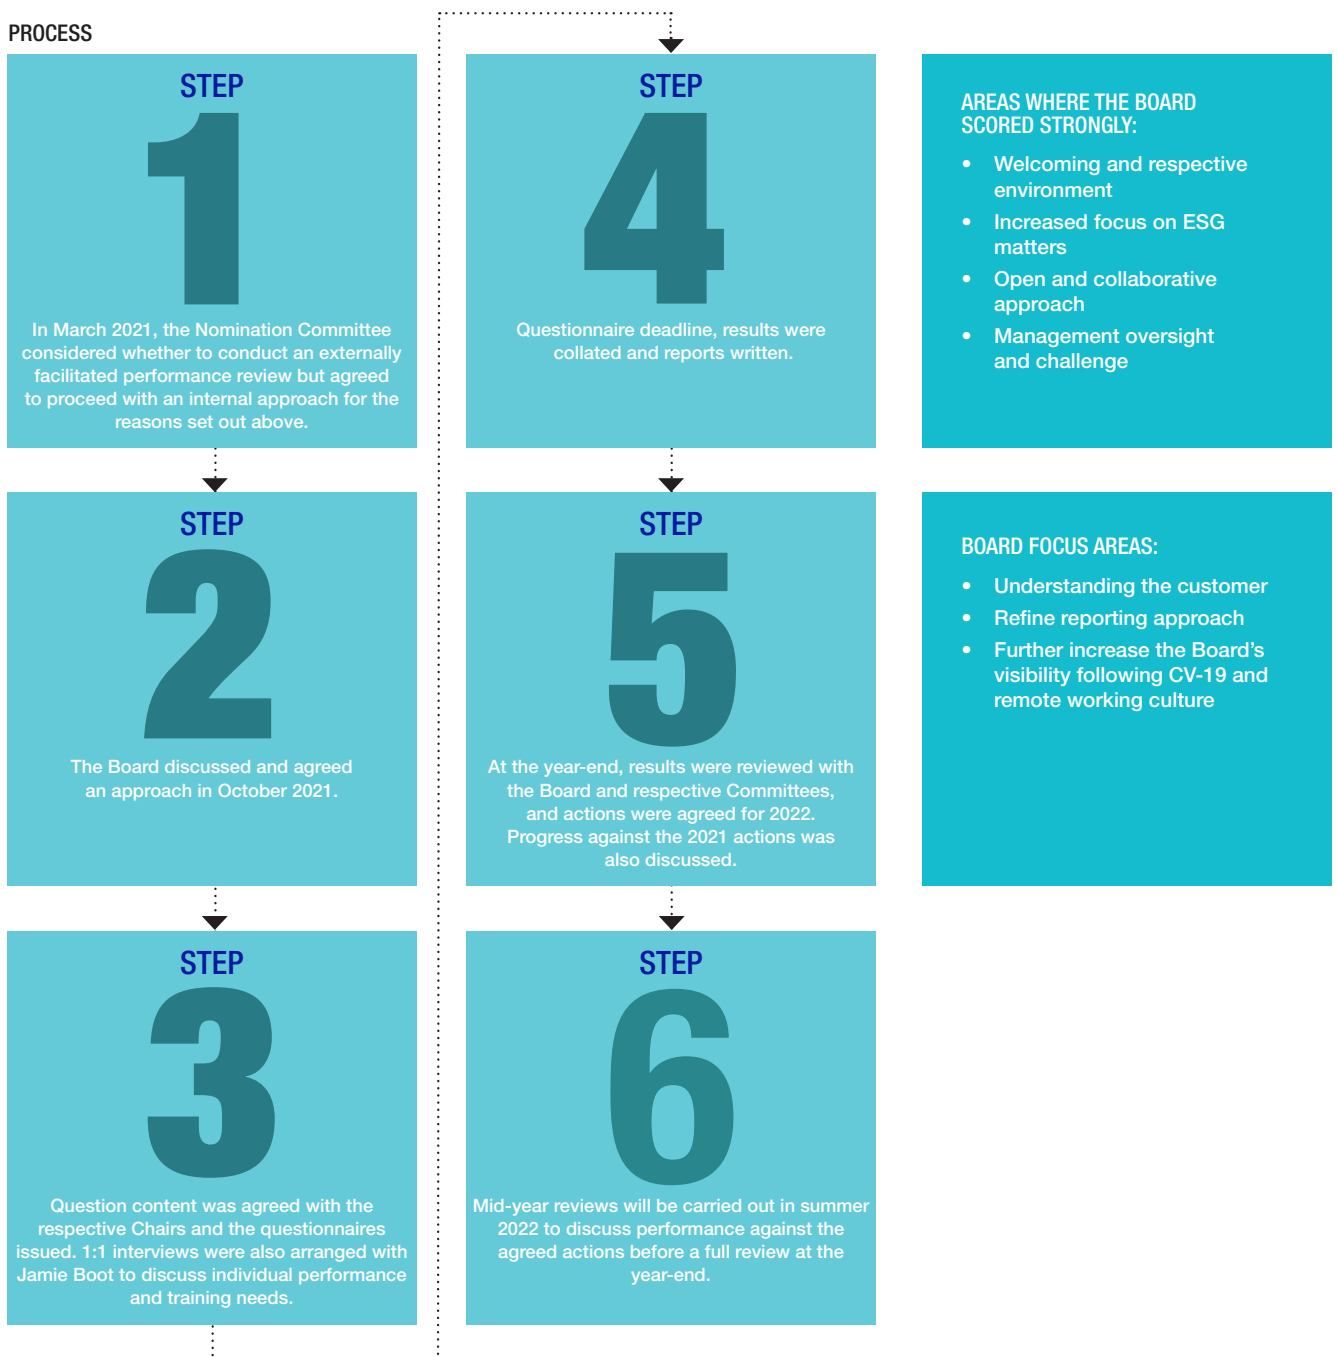 PROCESS
STEP
1
In March 2021, the Nomination Committee
considered whether to conduct an externally
facilitated performance review but agreed
to proceed with an internal approach for the
reasons set out above.
STEP
2
The Board discussed and agreed
an approach in October 2021.
STEP
3
Question content was agreed with the
respective Chairs and the questionnaires
issued. 1:1 interviews were also arranged with
Jamie Boot to discuss individual performance
and training needs.
STEP
4
Questionnaire deadline, results were
collated and reports written.
STEP
5
At the year-end, results were reviewed with
the Board and respective Committees,
and actions were agreed for 2022.
Progress against the 2021 actions was
also discussed.
STEP
6
Mid-year reviews will be carried out in summer
2022 to discuss performance against the
agreed actions before a full review at the
year-end.
AREAS WHERE THE BOARD
SCORED STRONGLY:
• Welcoming and respective
environment
• Increased focus on ESG
matters
• Open and collaborative
approach
• Management oversight
and challenge
BOARD FOCUS AREAS:
• Understanding the customer
• Refine reporting approach
• Further increase the Board’s
visibility following CV-19 and
remote working culture